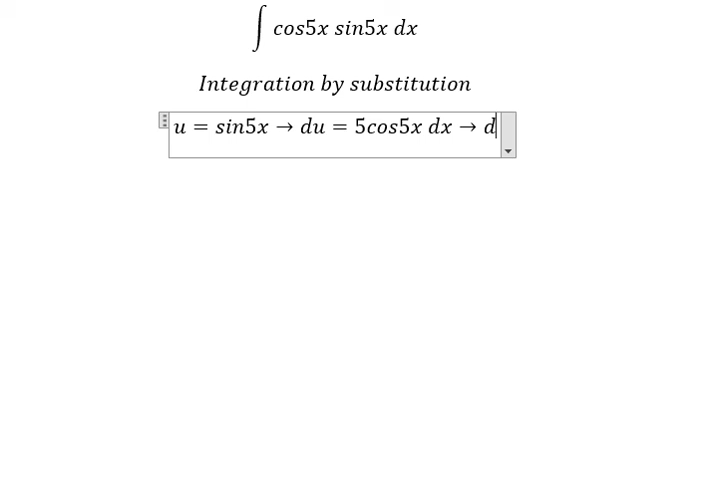 ∫ cos5x sin5x dx
Integration by substitution
u = sin5x → du = 5cos5x dx → d